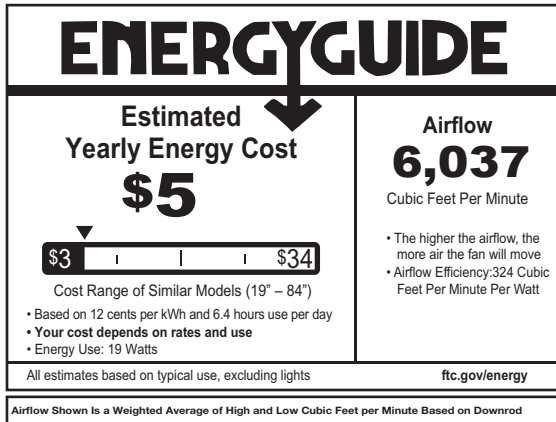 ENERGYGUIDE
Estimated
Yearly Energy Cost
$5
$3
$34
Cost Range of Similar Models (19” – 84”)
• Based on 12 cents per kWh and 6.4 hours use per day
• Your cost depends on rates and use
• Energy Use: 19 Watts
Airflow
6,037
Cubic Feet Per Minute
• The higher the airflow, the
more air the fan will move
• Airflow Efficiency:324 Cubic
Feet Per Minute Per Watt
All estimates based on typical use, excluding lights
ftc.gov/energy
Airflow Shown Is a Weighted Average of High and Low Cubic Feet per Minute Based on Downrod